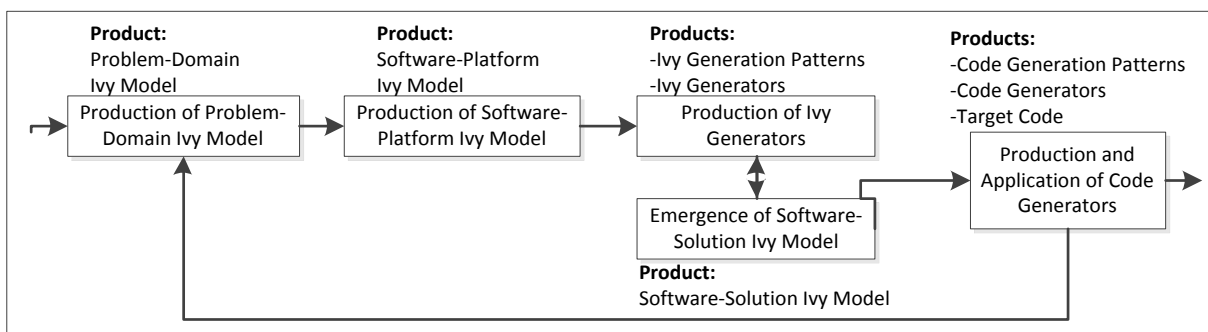 Product:
Problem-Domain
Ivy Model
Production of Problem-
Domain Ivy Model
Product:
Software-Platform
Ivy Model
Production of Software-
Platform Ivy Model
Products:
-Ivy Generation Patterns
-Ivy Generators
Production of Ivy
Generators
Emergence of Software-
Solution Ivy Model
Product:
Software-Solution Ivy Model
Products:
-Code Generation Patterns
-Code Generators
-Target Code
Production and
Application of Code
Generators